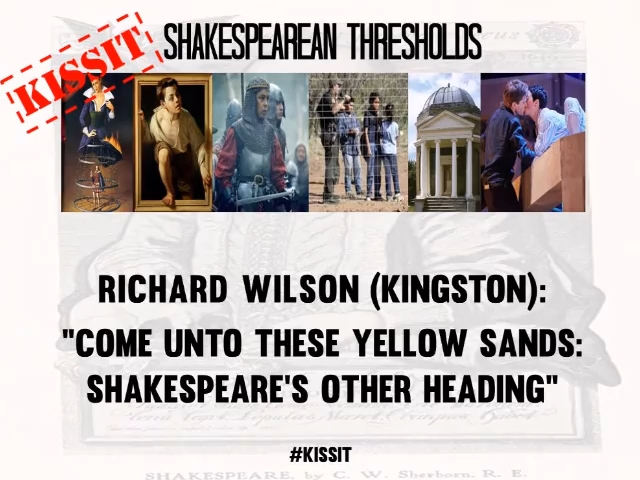 KISSIT
SHAKESPEAREAN THRESHOLDS
RICHARD WILSON (KINGSTON):
"COME UNTO THESE YELLOW SANDS:
SHAKESPEARE'S OTHER HEADING"
#KISSIT
SHAKESPEARE, by C. W. Sherborn. R. E.